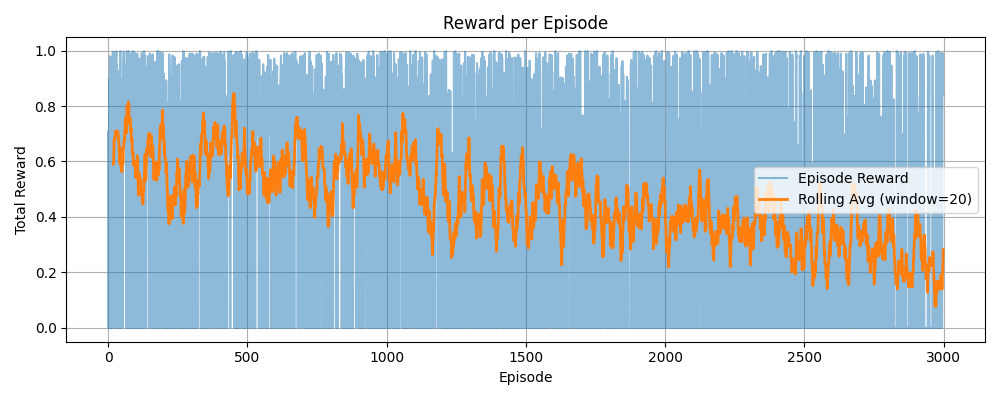 Reward per Episode
Total Reward
1.0
0.8
0.6
0.4
0.2
0.0
Episode Reward
Rolling Avg (window=20)
0
500
1000
1500
2000
2500
3000
Episode